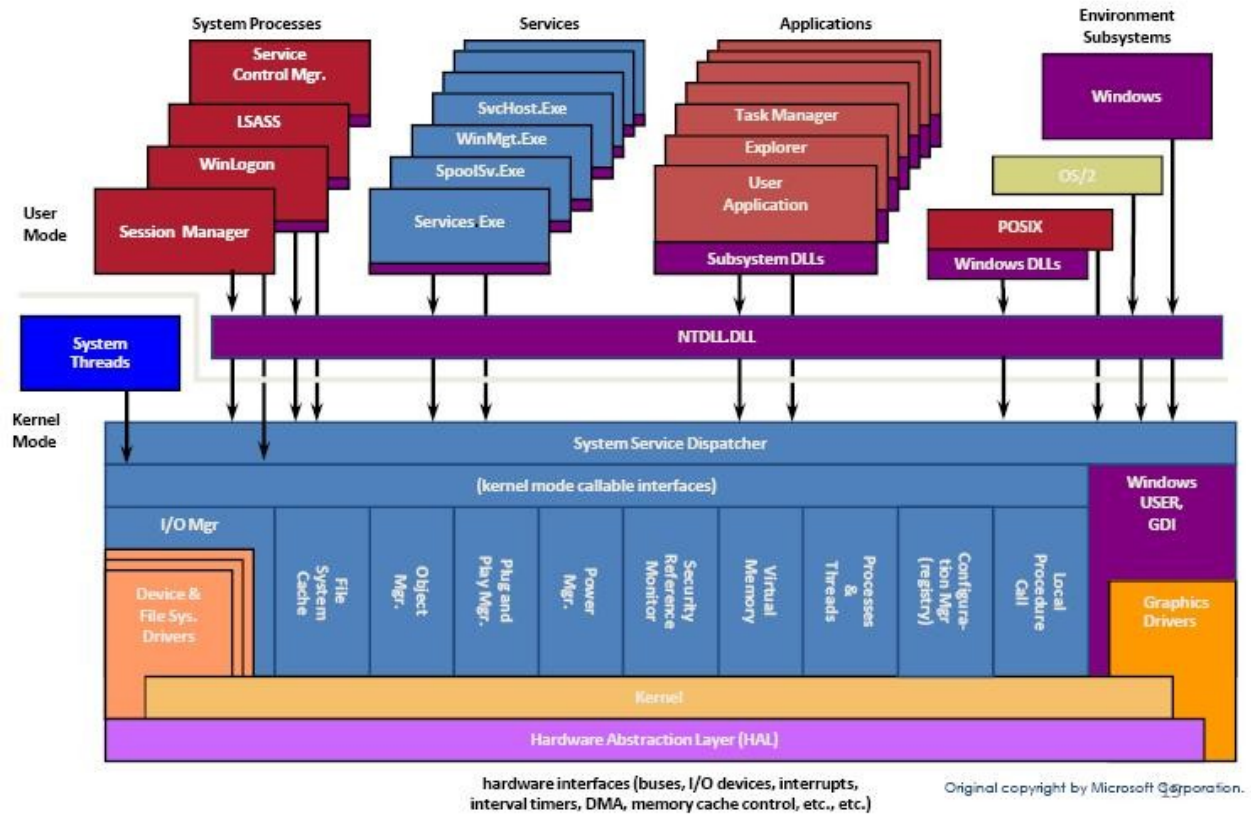 System Processes
Services
Applications
Environment
Subsystems
Service
Control Mgr.
LSASS
WinLogon
Session Manager
SvcHost.Exe
WinMgt.Exe
SpoolSv.Exe
Services.Exe
Task Manager
Explorer
User
Application
Subsystem DLLs
Windows
OS/2
POSIX
Windows DLLs
User
Mode
System
Threads
NTDLL.DLL
Kernel
Mode
System Service Dispatcher
(kernel mode callable interfaces)
Windows
USER,
GDI
I/O Mgr
Device &
File Sys.
Drivers
File
System
Cache
Object
Mgr.
Plug and
Play Mgr.
Power
Mgr.
Security
Reference
Monitor
Virtual
Memory
Processes
&
Threads
Configura-
tion Mgr
(registry)
Local
Procedure
Call
Graphics
Drivers
Kernel
Hardware Abstraction Layer (HAL)
hardware interfaces (buses, I/O devices, interrupts,
interval timers, DMA, memory cache control, etc., etc.)
Original copyright by Microsoft Corporation.